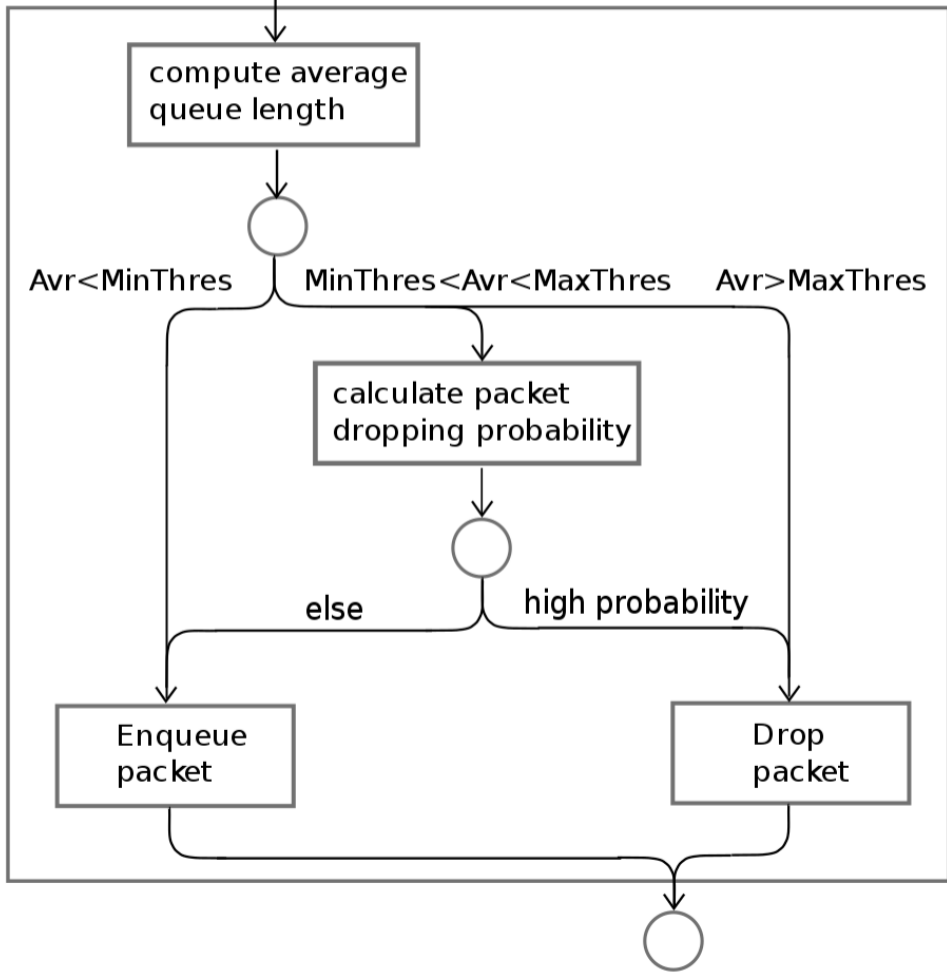 compute average
queue length
Avr<MinThres
MinThres<Avr<MaxThres
Avr>MaxThres
calculate packet
dropping probability
else
high probability
Enqueue
packet
Drop
packet